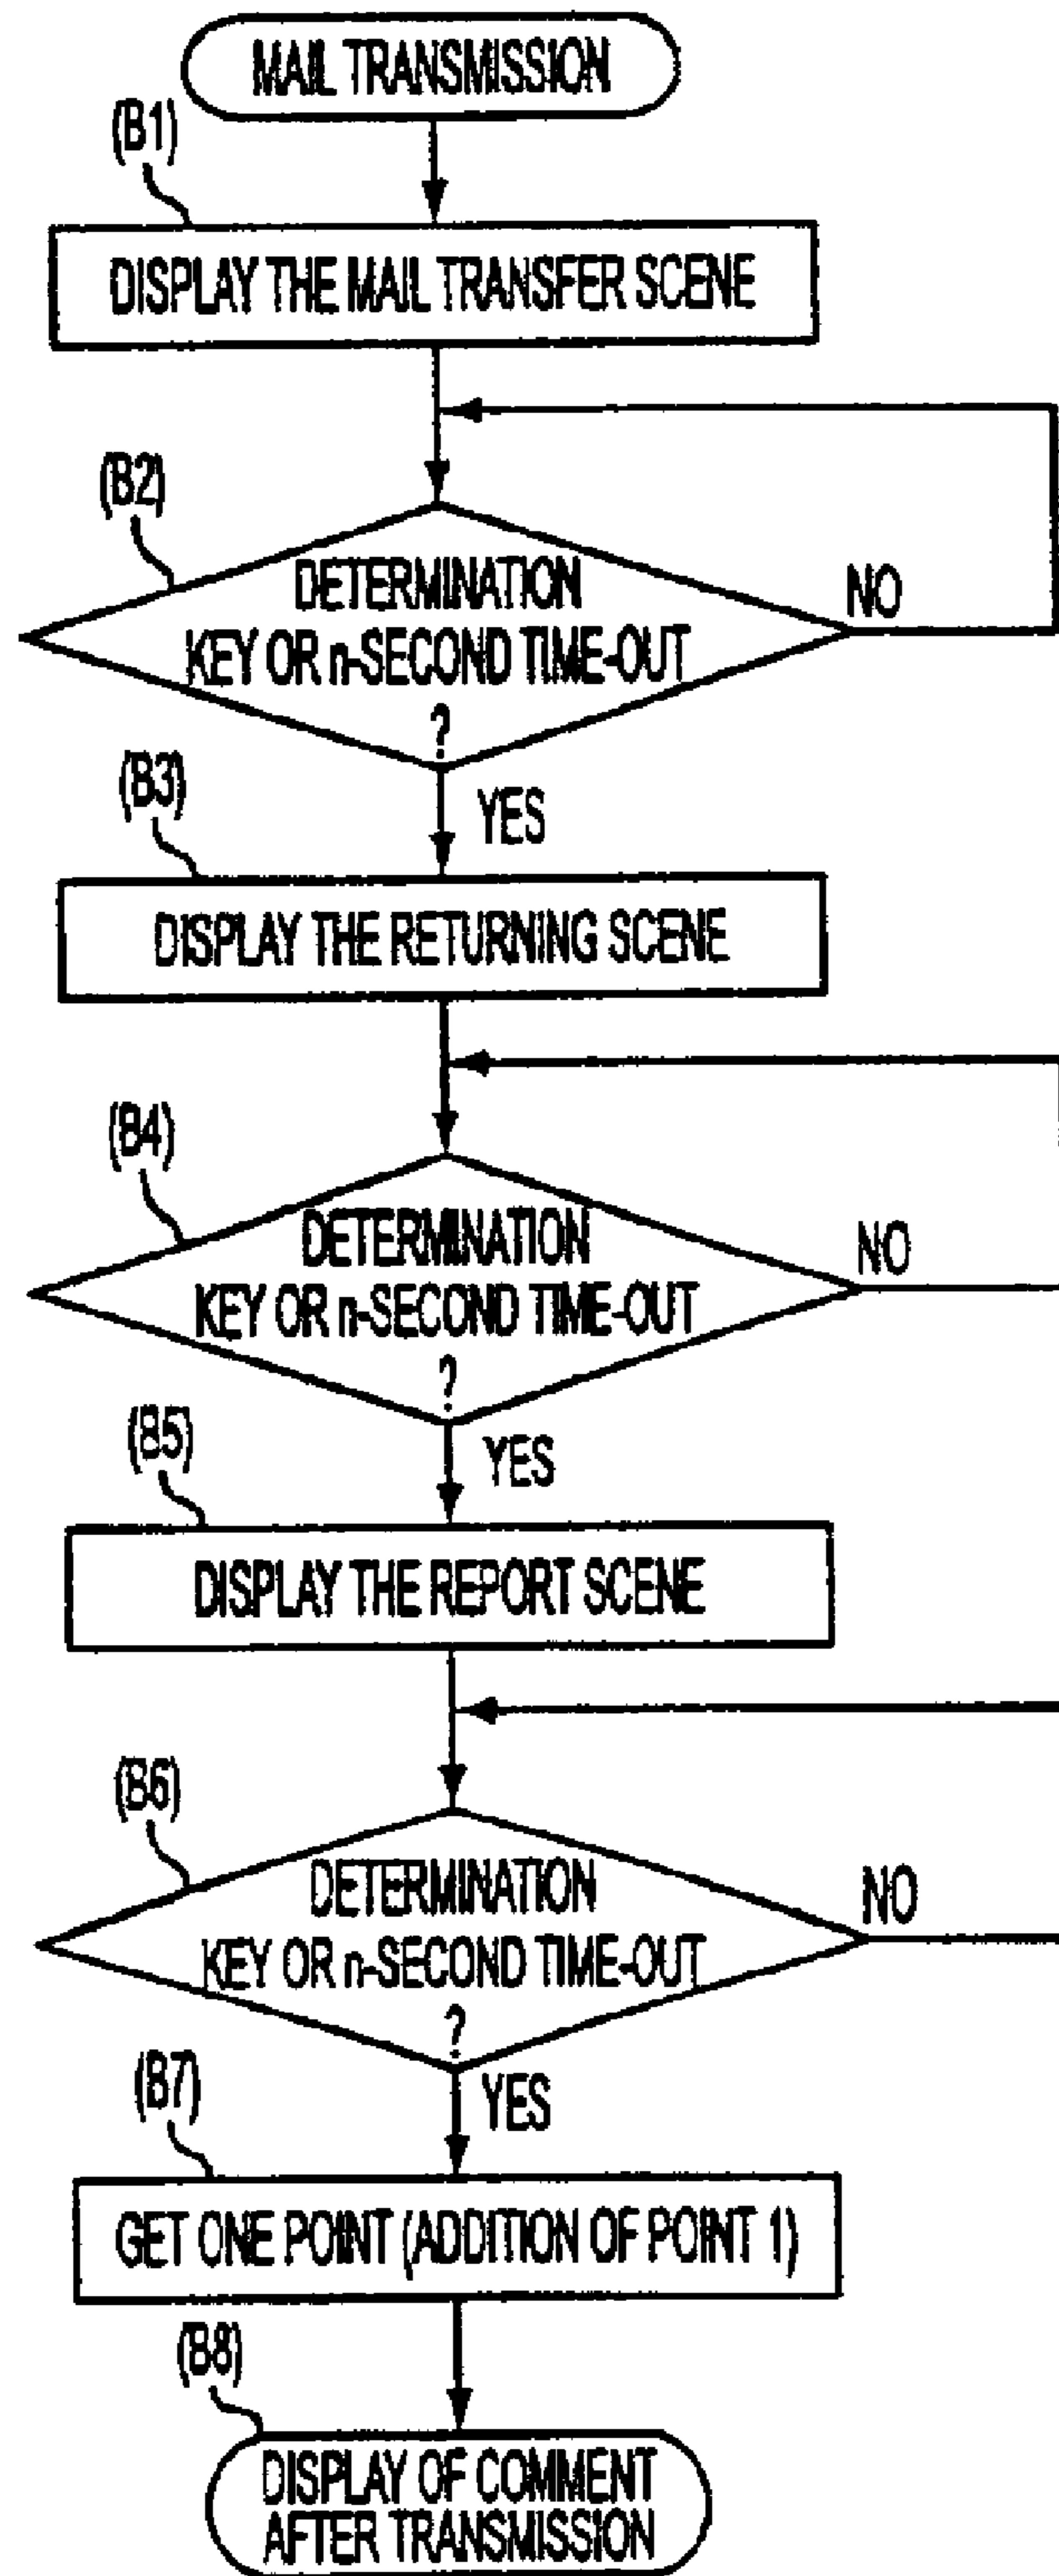 MAIL TRANSMISSION
(B1)
DISPLAY THE MAIL TRANSFER SCENE
(B2)
DETERMINATION
KEY OR n-SECOND TIME-OUT
?
NO
YES
(B3)
DISPLAY THE RETURNING SCENE
(B4)
DETERMINATION
KEY OR n-SECOND TIME-OUT
?
NO
YES
(B5)
DISPLAY THE REPORT SCENE
(B6)
DETERMINATION
KEY OR n-SECOND TIME-OUT
?
NO
YES
(B7)
GET ONE POINT (ADDITION OF POINT 1)
(B8)
DISPLAY OF COMMENT
AFTER TRANSMISSION